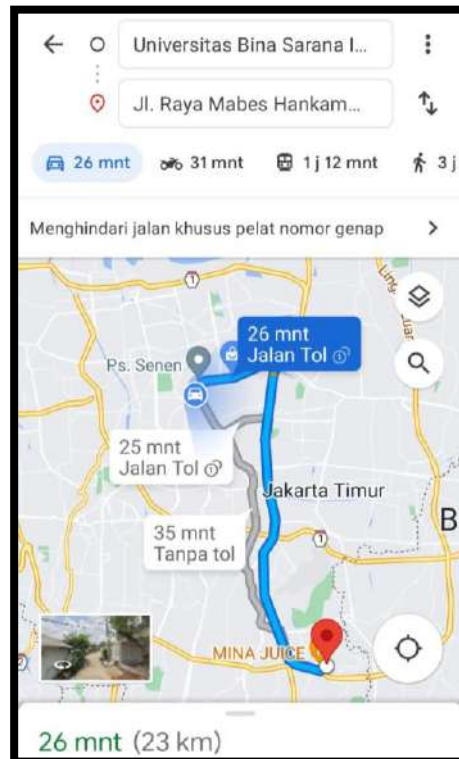 Universitas Bina Sarana I...
Jl. Raya Mabes Hankam...
26 mnt
31 mnt
1 j 12 mnt
3 j
Menghindari jalan khusus pelat nomor genap
1
26 mnt
Jalan Tol
Ps. Senen
25 mnt
Jalan Tol
Jakarta Timur
35 mnt
Tanpa tol
1
B
MINA JUICE
26 mnt (23 km)